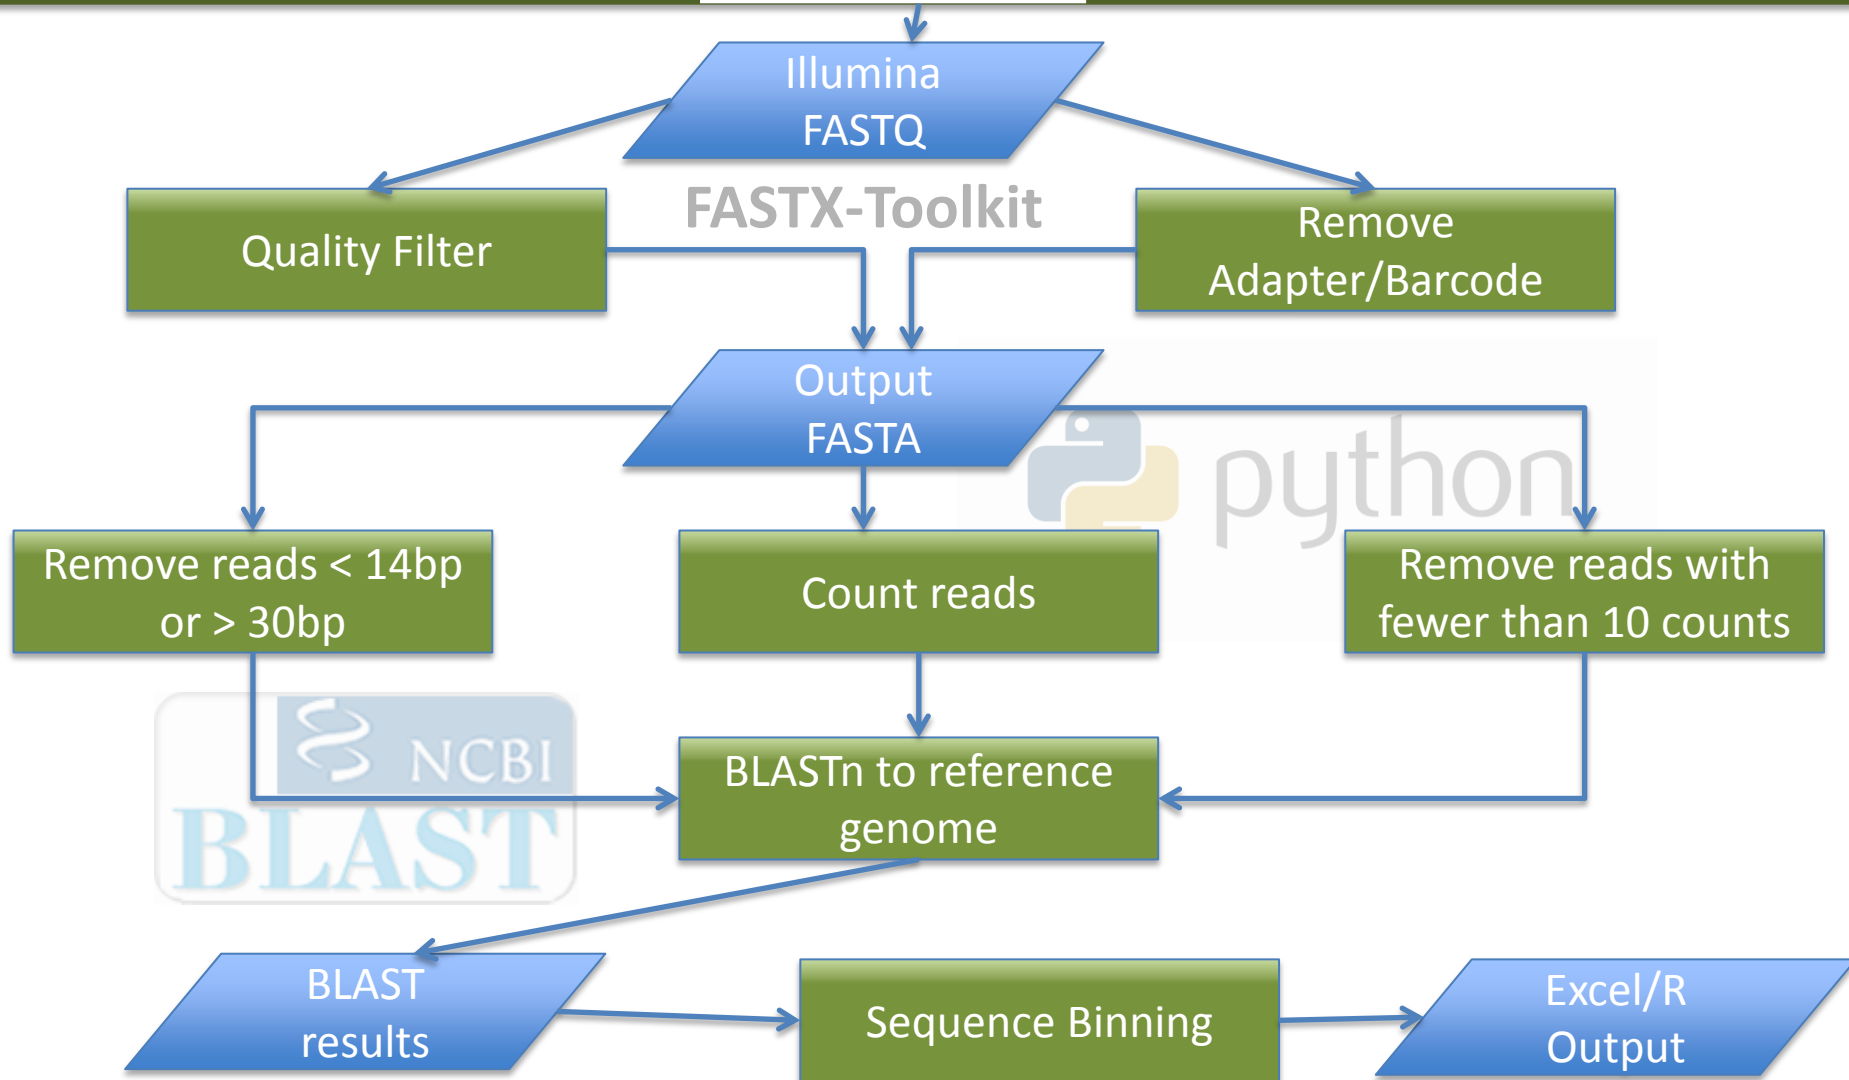 Illumina
FASTQ
FASTX-Toolkit
Quality Filter
Remove
Adapter/Barcode
Output
FASTA
python
Remove reads < 14bp
or > 30bp
Count reads
Remove reads with
fewer than 10 counts
NCBI
BLAST
BLASTn to reference
genome
BLAST
results
Sequence Binning
Excel/R
Output